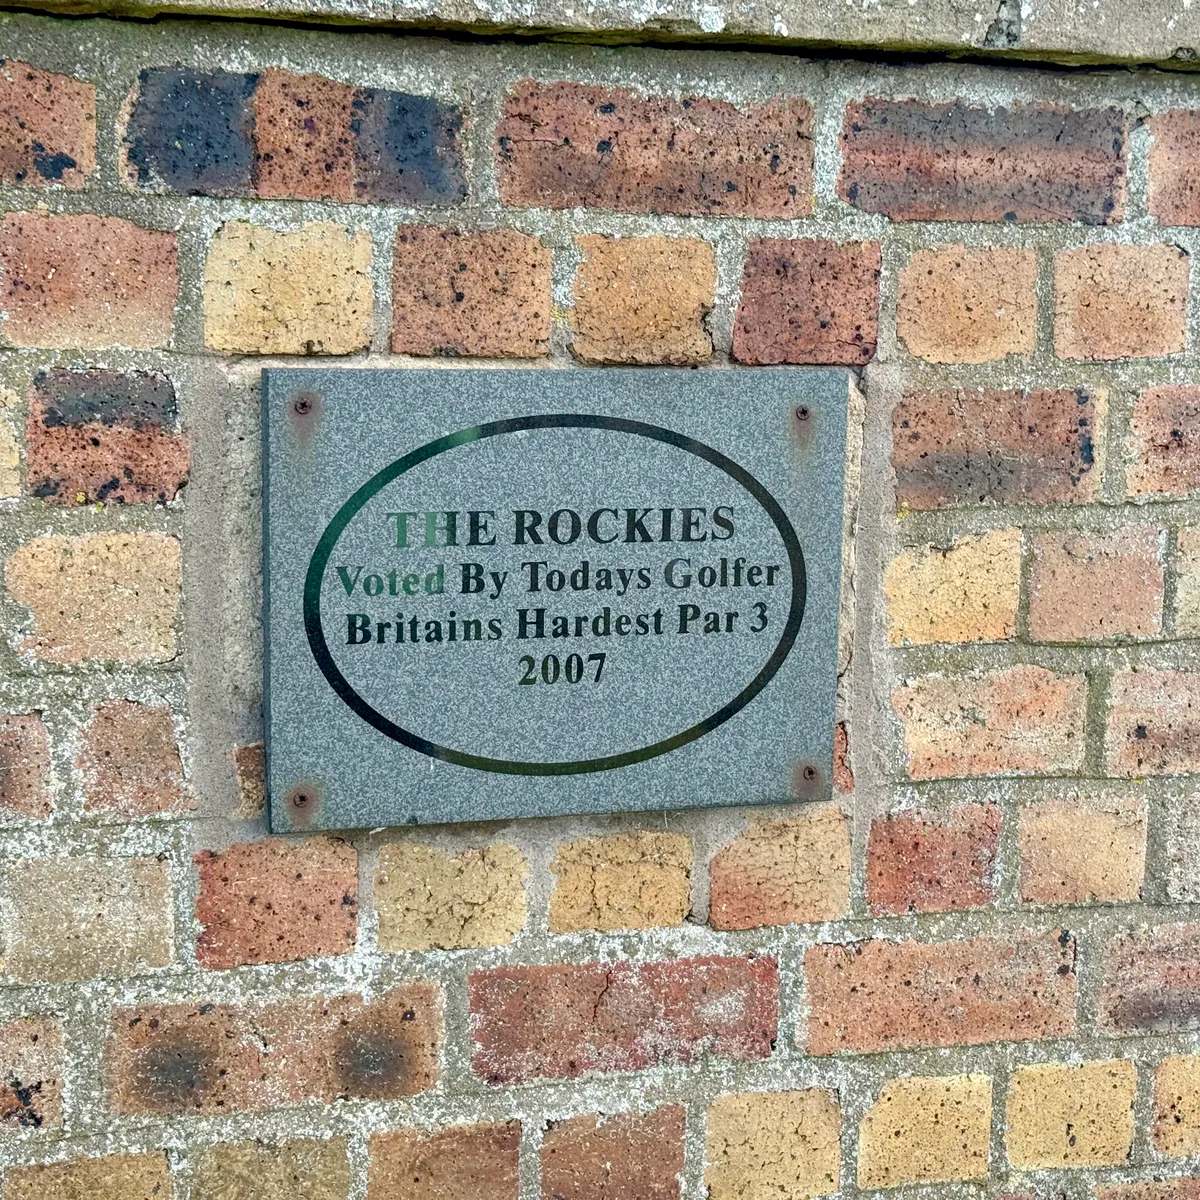 THE ROCKIES
Voted By Todays Golfer
Britains Hardest Par 3
2007